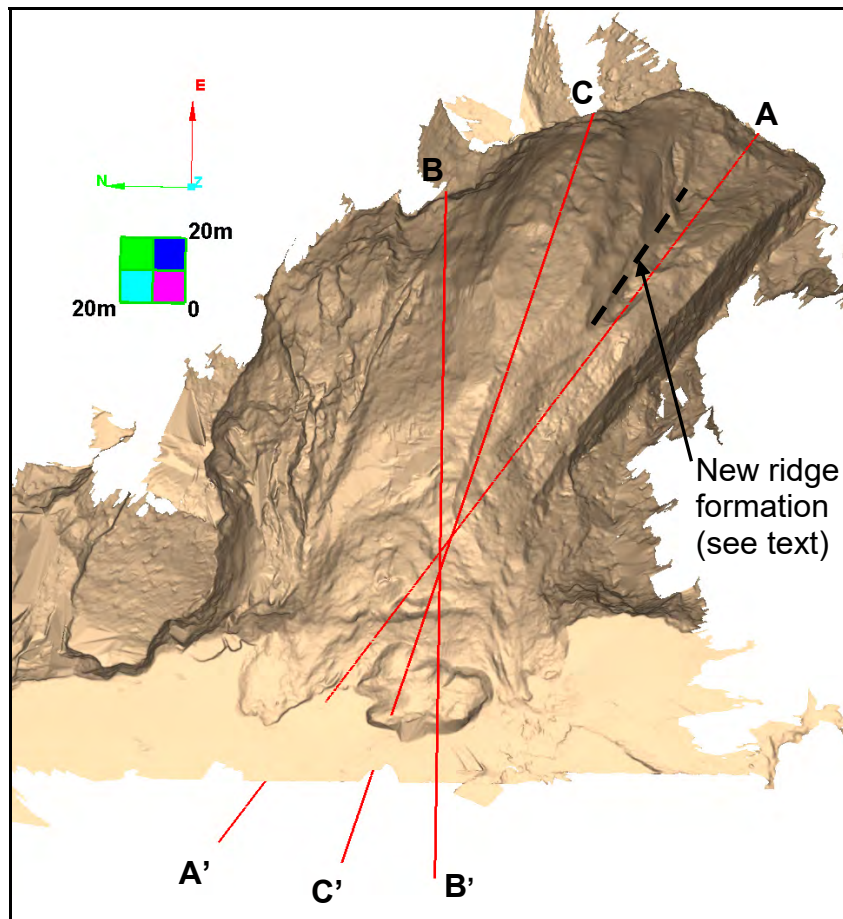 E
N
Z
20m
20m
0
C
A
B
New ridge
formation
(see text)
A’
C’
B’